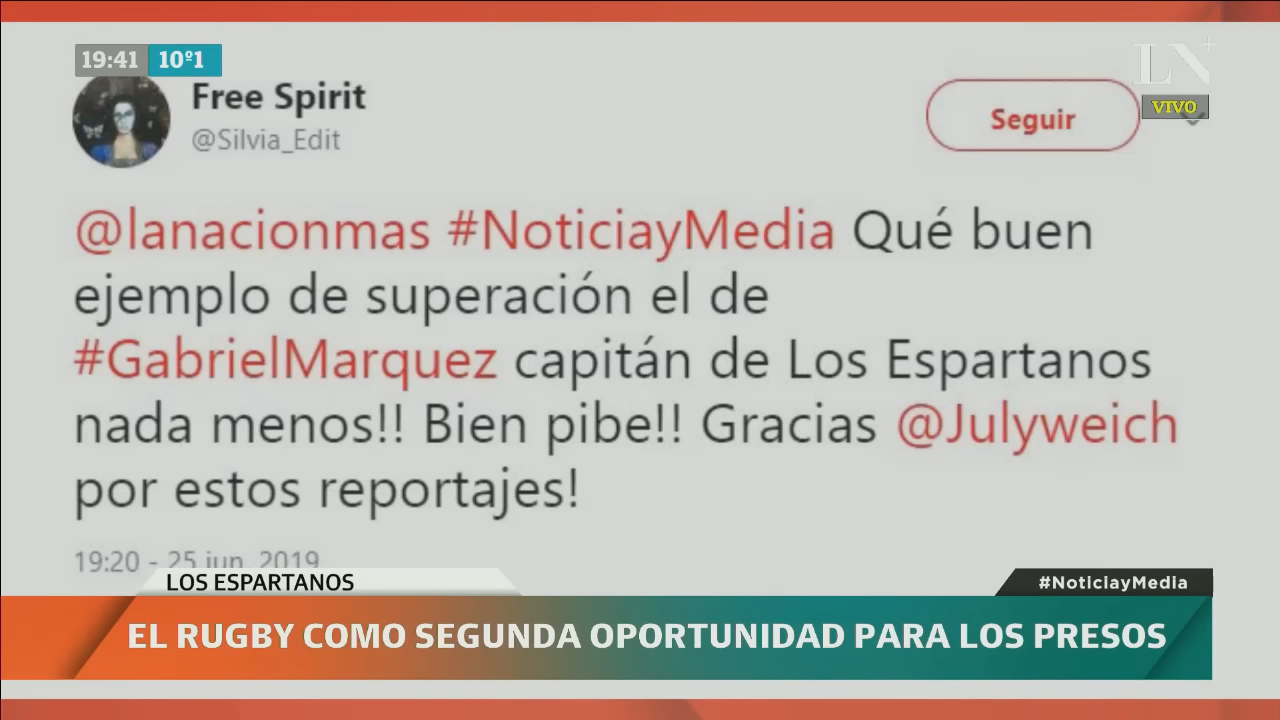 19:41 10º1
LN+
VIVO
Free Spirit
@Silvia_Edit
Seguir
@lanacionmas #NoticiayMedia Qué buen
ejemplo de superación el de
#GabrielMarquez capitán de Los Espartanos
nada menos!! Bien pibe!! Gracias @Julyweich
por estos reportajes!
19:20 - 25 jun. 2019
LOS ESPARTANOS
#NoticiayMedia
EL RUGBY COMO SEGUNDA OPORTUNIDAD PARA LOS PRESOS